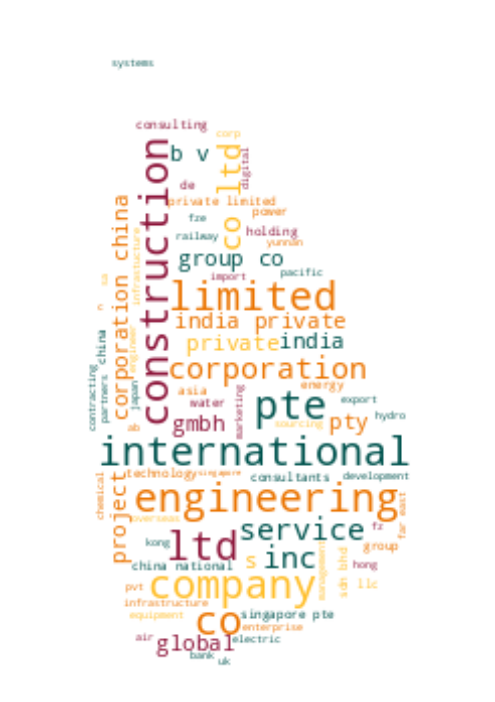 systems
consulting
corp
b v
co ltd
digital
construction
de
private limited
power
fze
holding
railway
yunnan
corporation china
infrastucture
group co
import
pacific
limited
india private
private
india
engineer
china
japan
corporation
contracting
partners
asia
energy
water
marketing
pte
export
hydro
gmbh
sourcing
pty
ab
international
technology
singapore
consultants
development
chemical
project
engineering
far east
overseas
service
fz
kong
ltd
s
inc
group
china national
management
sdn bhd
hong
company
pvt
llc
infrastructure
equipment
co
singapore pte
enterprise
air
global
electric
bank
uk